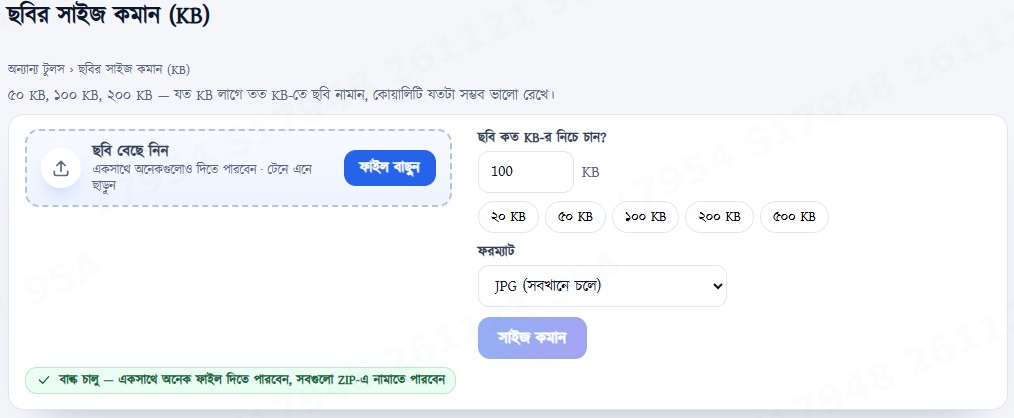 ছবির সাইজ কমান (KB)
অন্যান্য টুলস › ছবির সাইজ কমান (KB)
৫০ KB, ১০০ KB, ২০০ KB — যত KB লাগে তত KB-তে ছবি নামান, কোয়ালিটি যতটা সম্ভব ভালো রেখে।
ছবি বেছে নিন
একসাথে অনেকগুলোও দিতে পারবেন · টেনে এনে
ছাড়ুন
ফাইল বাছুন
ছবি কত KB-র নিচে চান?
100 KB
২০ KB ৫০ KB ১০০ KB ২০০ KB ৫০০ KB
ফরম্যাট
JPG (সবখানে চলে)
সাইজ কমান
বাল্ক চালু — একসাথে অনেক ফাইল দিতে পারবেন, সবগুলো ZIP-এ নামাতে পারবেন